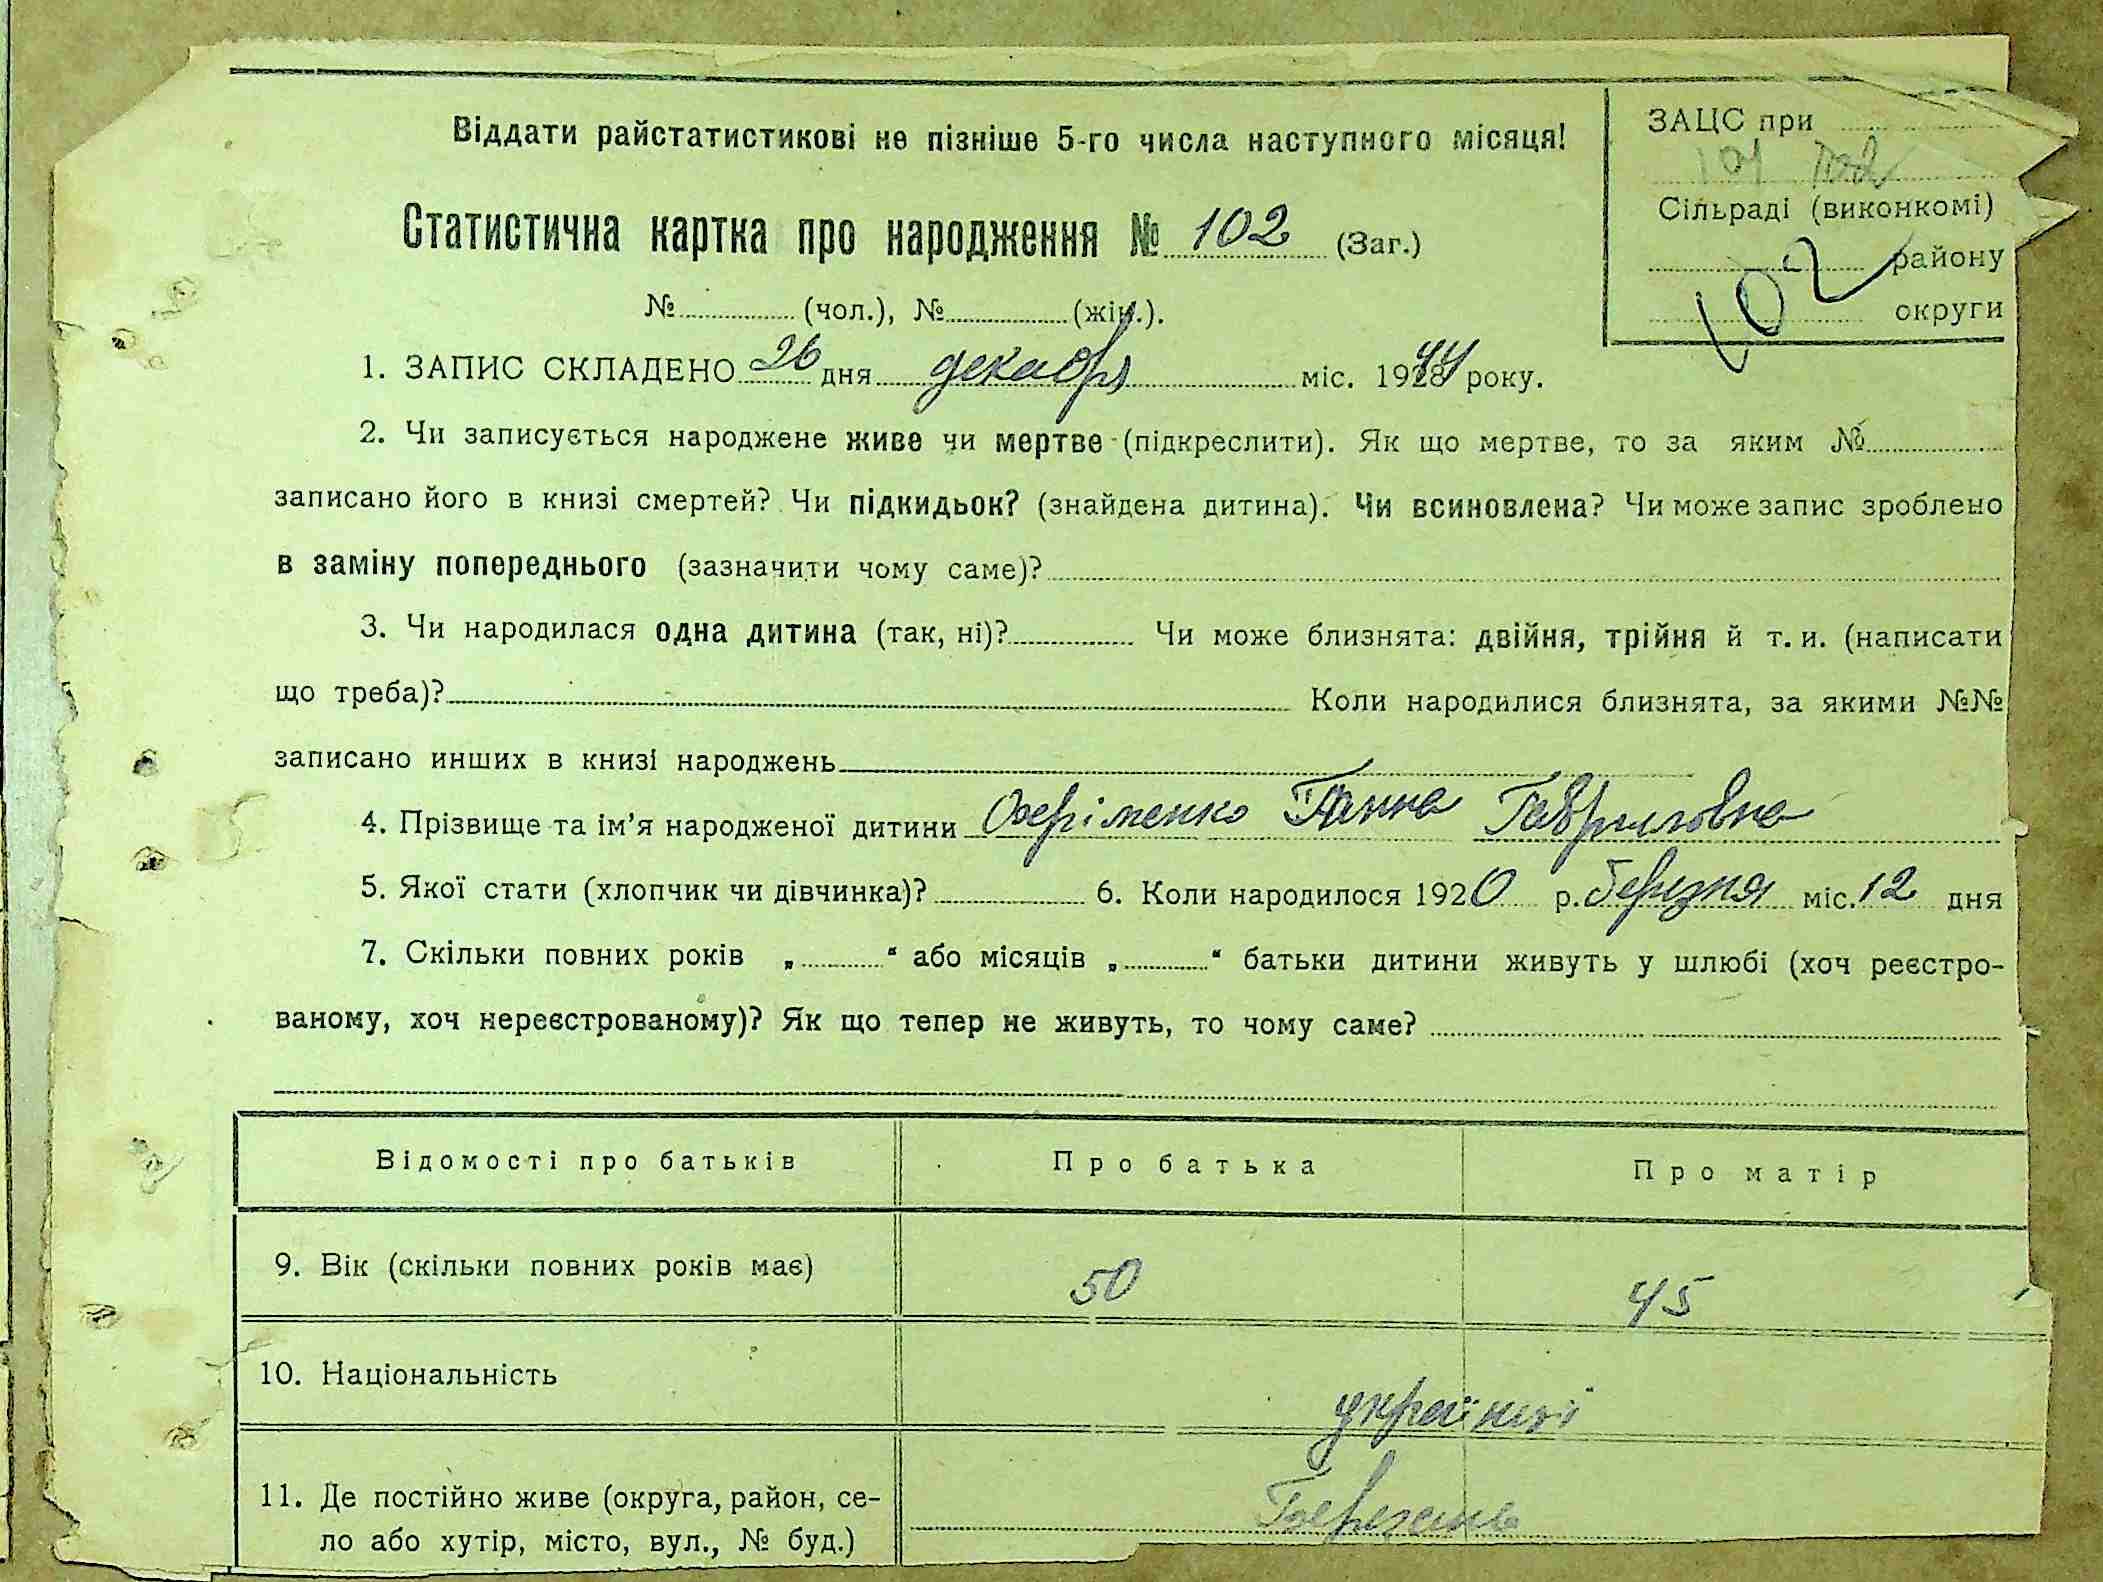 Віддати райстатистикові не пізніше 5-го числа наступного місяця!
ЗАЦС при
Сільраді (виконкомі)
району
округи
102
Статистична картка про народження № 102 (Заг.)
№ (чол.), № (жін.).
1. ЗАПИС СКЛАДЕНО 26 дня декабря міс. 1944 року.
2. Чи записується народжене живе чи мертве (підкреслити). Як що мертве, то за яким №
записано його в книзі смертей? Чи підкидьок? (знайдена дитина). Чи всиновлена? Чи може запис зроблено
в заміну попереднього (зазначити чому саме)?
3. Чи народилася одна дитина (так, ні)? Чи може близнята: двійня, трійня й т. и. (написати
що треба)? Коли народилися близнята, за якими №№
записано инших в книзі народжень
4. Прізвище та ім’я народженої дитини Охріменко Ганна Гавриловна
5. Якої стати (хлопчик чи дівчинка)? 6. Коли народилося 1920 р. березня міс. 12 дня
7. Скільки повних років „ “ або місяців „ “ батьки дитини живуть у шлюбі (хоч реєстро-
ваному, хоч нереєстрованому)? Як що тепер не живуть, то чому саме?
Відомості про батьків Про батька Про матір
9. Вік (скільки повних років має) 50 45
10. Національність українці
11. Де постійно живе (округа, район, се-
ло або хутір, місто, вул., № буд.)